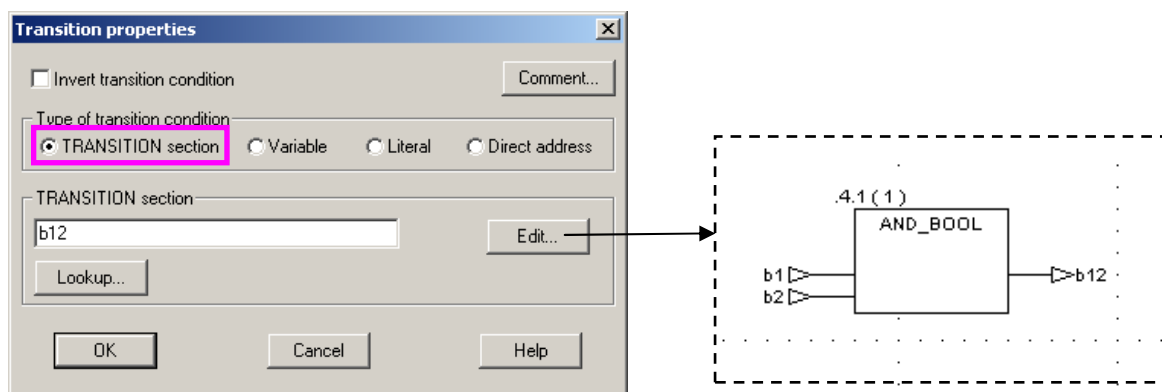 Transition properties
Invert transition condition
Comment...
Type of transition condition
TRANSITION section
Variable
Literal
Direct address
TRANSITION section
b12
Edit...
Lookup...
OK
Cancel
Help
.4.1 ( 1 )
AND_BOOL
b1
b2
b12